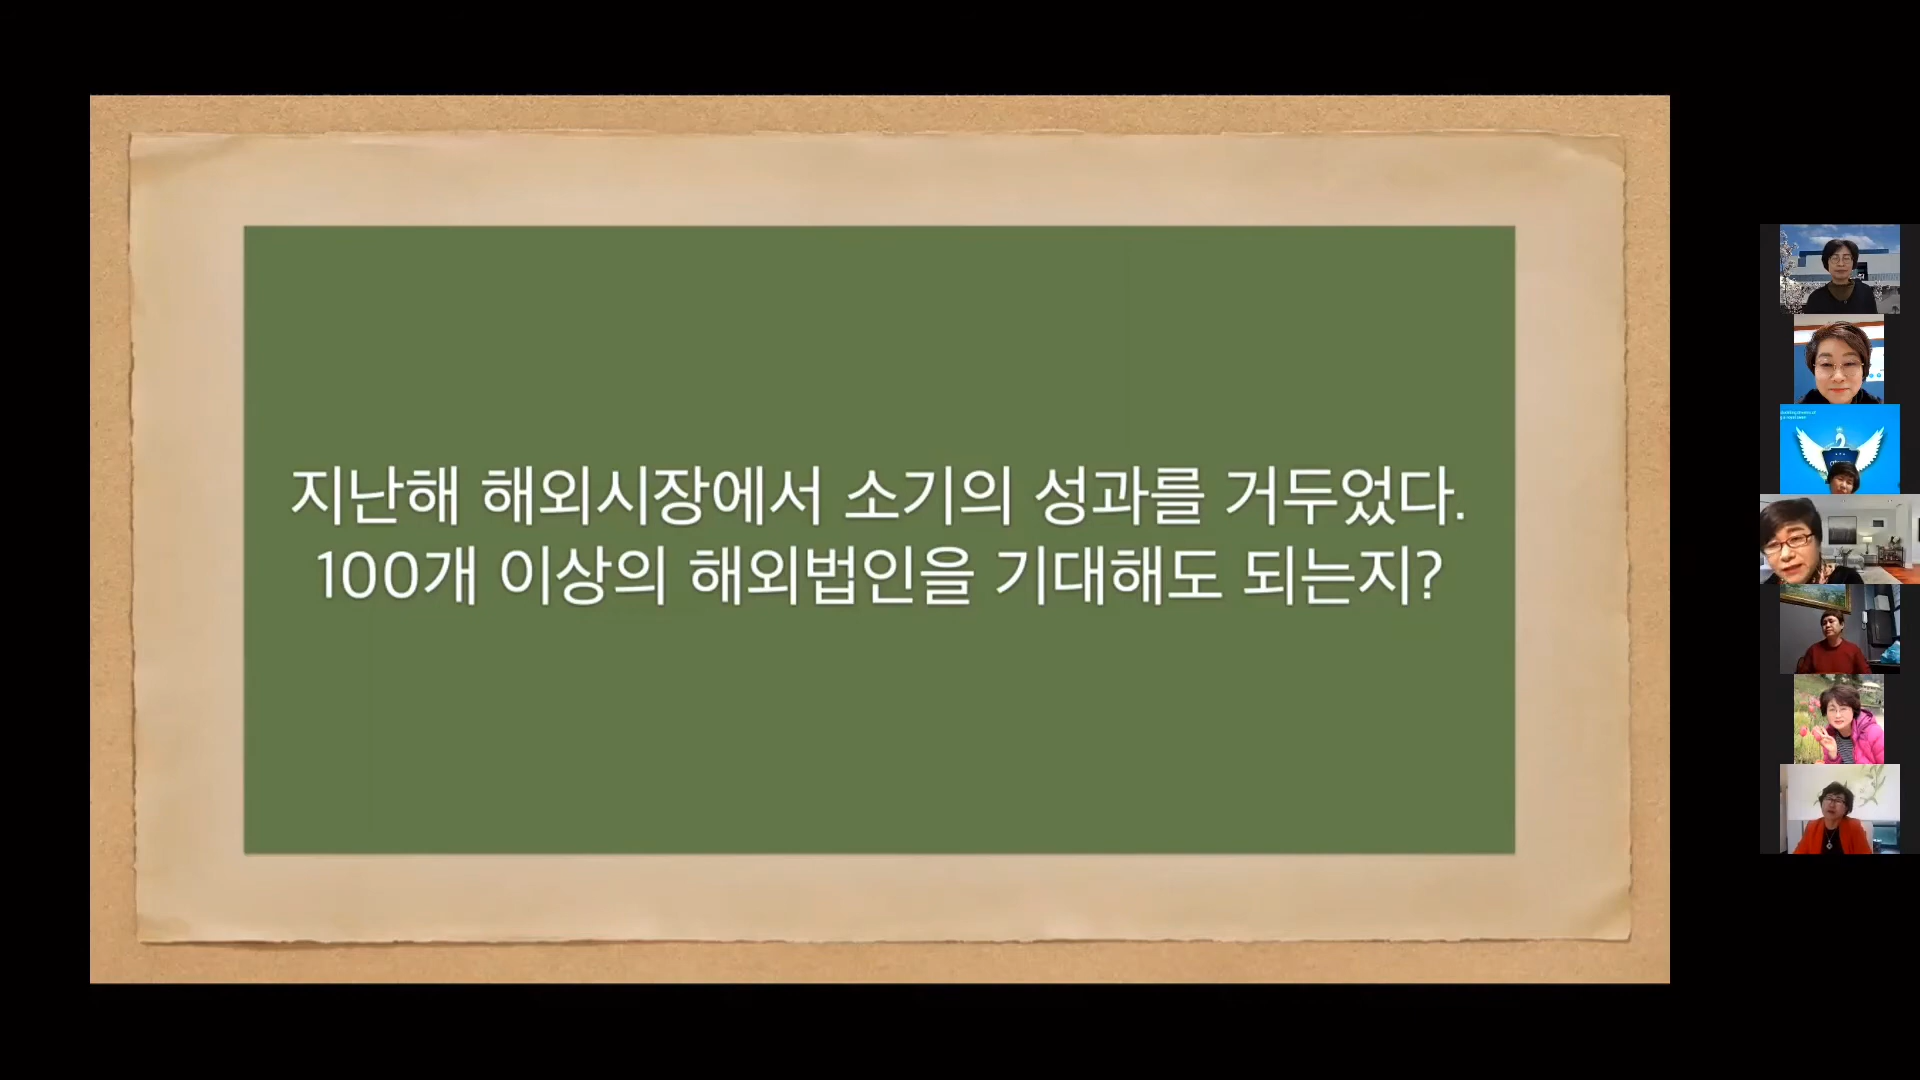 지난해 해외시장에서 소기의 성과를 거두었다.
100개 이상의 해외법인을 기대해도 되는지?